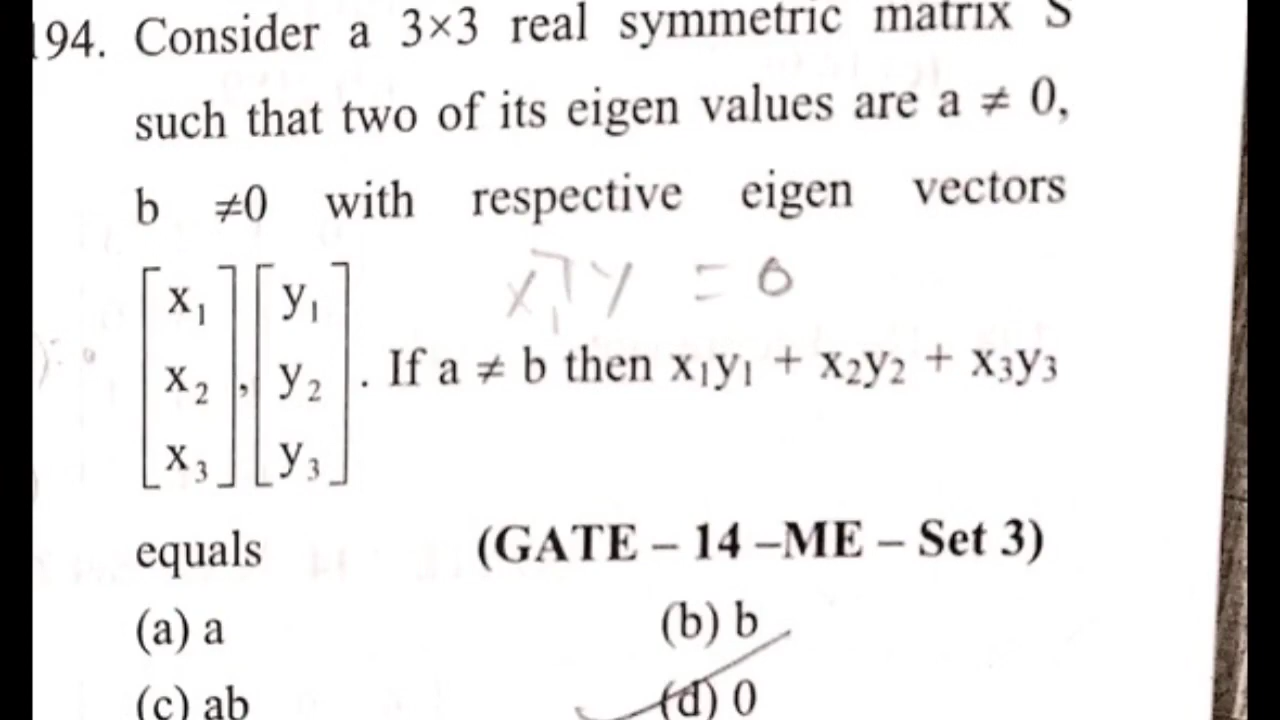 194. Consider a 3×3 real symmetric matrix S
such that two of its eigen values are a ≠ 0,
b ≠0 with respective eigen vectors
[x₁ x₂ x₃], [y₁ y₂ y₃]. If a ≠ b then x₁y₁ + x₂y₂ + x₃y₃
XᵀY = 0
equals (GATE – 14 –ME – Set 3)
(a) a (b) b
(c) ab (d) 0